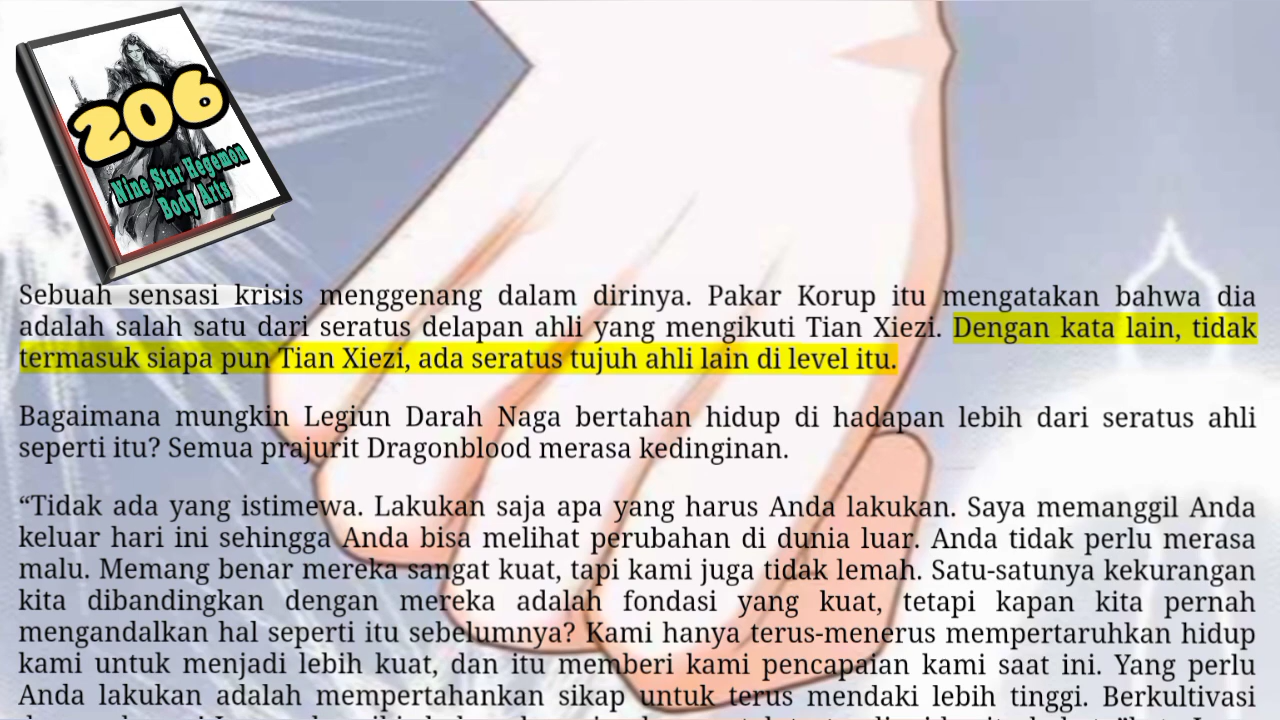 206
Nine Star Hegemon
Body Arts
Sebuah sensasi krisis menggenang dalam dirinya. Pakar Korup itu mengatakan bahwa dia
adalah salah satu dari seratus delapan ahli yang mengikuti Tian Xiezi. Dengan kata lain, tidak
termasuk siapa pun Tian Xiezi, ada seratus tujuh ahli lain di level itu.
Bagaimana mungkin Legiun Darah Naga bertahan hidup di hadapan lebih dari seratus ahli
seperti itu? Semua prajurit Dragonblood merasa kedinginan.
“Tidak ada yang istimewa. Lakukan saja apa yang harus Anda lakukan. Saya memanggil Anda
keluar hari ini sehingga Anda bisa melihat perubahan di dunia luar. Anda tidak perlu merasa
malu. Memang benar mereka sangat kuat, tapi kami juga tidak lemah. Satu-satunya kekurangan
kita dibandingkan dengan mereka adalah fondasi yang kuat, tetapi kapan kita pernah
mengandalkan hal seperti itu sebelumnya? Kami hanya terus-menerus mempertaruhkan hidup
kami untuk menjadi lebih kuat, dan itu memberi kami pencapaian kami saat ini. Yang perlu
Anda lakukan adalah mempertahankan sikap untuk terus mendaki lebih tinggi. Berkultivasi